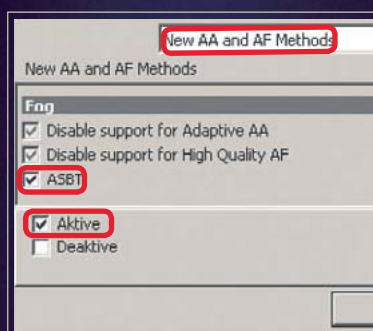 New AA and AF Methods
New AA and AF Methods
Fog
Disable support for Adaptive AA
Disable support for High Quality AF
ASBT
Aktive
Deaktive